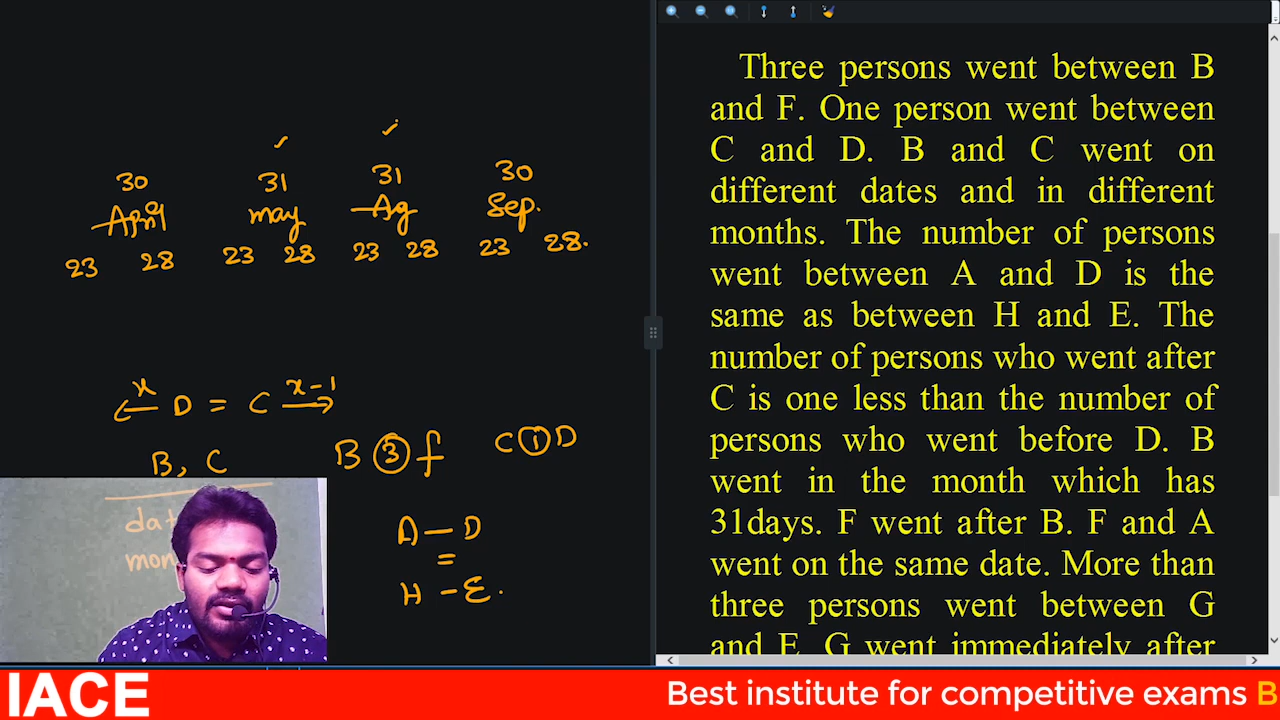 30 31 31 30
April may Ag Sep.
23 28 23 28 23 28 23 28.
x D = C x-1
B, C B 3 f C 1 D
A - D
=
H - E.
Three persons went between B
and F. One person went between
C and D. B and C went on
different dates and in different
months. The number of persons
went between A and D is the
same as between H and E. The
number of persons who went after
C is one less than the number of
persons who went before D. B
went in the month which has
31days. F went after B. F and A
went on the same date. More than
three persons went between G
and E. G went immediately after
IACE
Best institute for competitive exams B